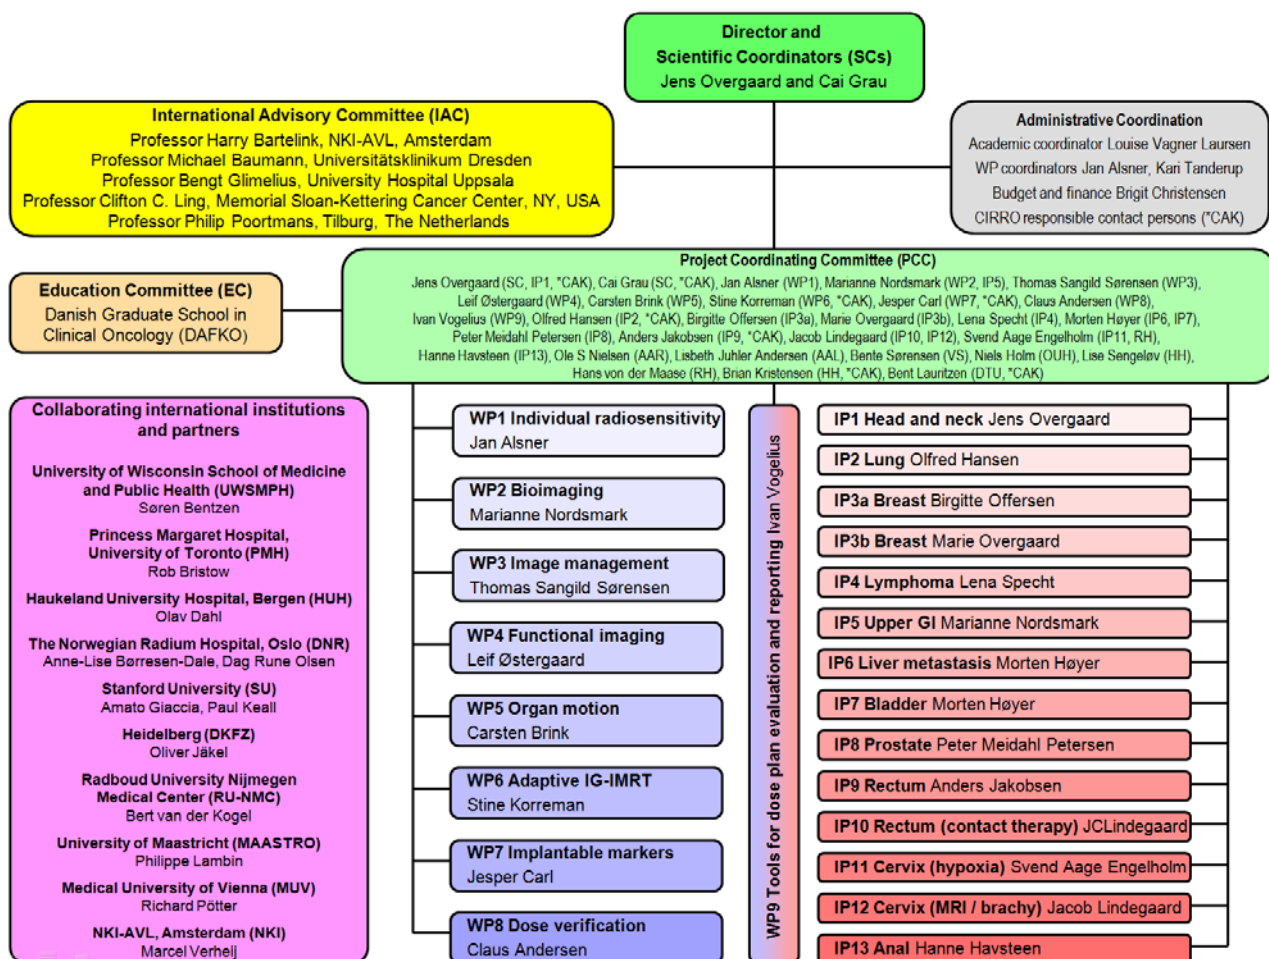 Director and
Scientific Coordinators (SCs)
Jens Overgaard and Cai Grau
International Advisory Committee (IAC)
Professor Harry Bartelink, NKI-AVL, Amsterdam
Professor Michael Baumann, Universitätsklinikum Dresden
Professor Bengt Glimelius, University Hospital Uppsala
Professor Clifton C. Ling, Memorial Sloan-Kettering Cancer Center, NY, USA
Professor Philip Poortmans, Tilburg, The Netherlands
Administrative Coordination
Academic coordinator Louise Vagner Laursen
WP coordinators Jan Alsner, Kari Tanderup
Budget and finance Brigit Christensen
CIRRO responsible contact persons (*CAK)
Education Committee (EC)
Danish Graduate School in
Clinical Oncology (DAFKO)
Project Coordinating Committee (PCC)
Jens Overgaard (SC, IP1, *CAK), Cai Grau (SC, *CAK), Jan Alsner (WP1), Marianne Nordsmark (WP2, IP5), Thomas Sangild Sørensen (WP3),
Leif Østergaard (WP4), Carsten Brink (WP5), Stine Korreman (WP6, *CAK), Jesper Carl (WP7, *CAK), Claus Andersen (WP8),
Ivan Vogelius (WP9), Olfred Hansen (IP2, *CAK), Birgitte Offersen (IP3a), Marie Overgaard (IP3b), Lena Specht (IP4), Morten Høyer (IP6, IP7),
Peter Meidahl Petersen (IP8), Anders Jakobsen (IP9, *CAK), Jacob Lindegaard (IP10, IP12), Svend Aage Engelholm (IP11, RH),
Hanne Havsteen (IP13), Ole S Nielsen (AAR), Lisbeth Juhler Andersen (AAL), Bente Sørensen (VS), Niels Holm (OUH), Lise Sengeløv (HH),
Hans von der Maase (RH), Brian Kristensen (HH, *CAK), Bent Lauritzen (DTU, *CAK)
Collaborating international institutions
and partners
University of Wisconsin School of Medicine
and Public Health (UWSMPH)
Søren Bentzen
Princess Margaret Hospital,
University of Toronto (PMH)
Rob Bristow
Haukeland University Hospital, Bergen (HUH)
Olav Dahl
The Norwegian Radium Hospital, Oslo (DNR)
Anne-Lise Børresen-Dale, Dag Rune Olsen
Stanford University (SU)
Amato Giaccia, Paul Keall
Heidelberg (DKFZ)
Oliver Jäkel
Radboud University Nijmegen
Medical Center (RU-NMC)
Bert van der Kogel
University of Maastricht (MAASTRO)
Philippe Lambin
Medical University of Vienna (MUV)
Richard Pötter
NKI-AVL, Amsterdam (NKI)
Marcel Verheij
WP1 Individual radiosensitivity
Jan Alsner
WP2 Bioimaging
Marianne Nordsmark
WP3 Image management
Thomas Sangild Sørensen
WP4 Functional imaging
Leif Østergaard
WP5 Organ motion
Carsten Brink
WP6 Adaptive IG-IMRT
Stine Korreman
WP7 Implantable markers
Jesper Carl
WP8 Dose verification
Claus Andersen
WP9 Tools for dose plan evaluation and reporting Ivan Vogelius
IP1 Head and neck Jens Overgaard
IP2 Lung Olfred Hansen
IP3a Breast Birgitte Offersen
IP3b Breast Marie Overgaard
IP4 Lymphoma Lena Specht
IP5 Upper GI Marianne Nordsmark
IP6 Liver metastasis Morten Høyer
IP7 Bladder Morten Høyer
IP8 Prostate Peter Meidahl Petersen
IP9 Rectum Anders Jakobsen
IP10 Rectum (contact therapy) JCLindegaard
IP11 Cervix (hypoxia) Svend Aage Engelholm
IP12 Cervix (MRI / brachy) Jacob Lindegaard
IP13 Anal Hanne Havsteen